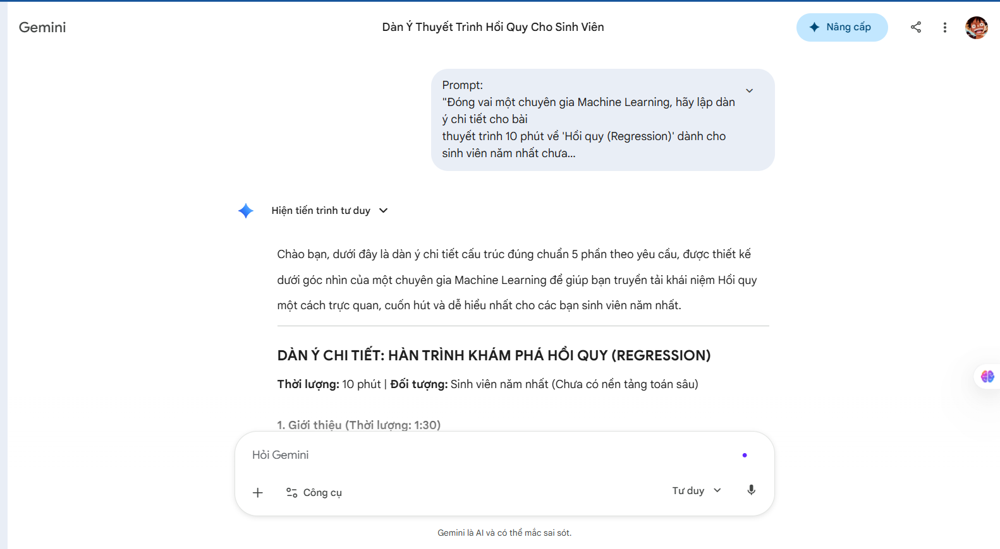 Gemini
Dàn Ý Thuyết Trình Hồi Quy Cho Sinh Viên
Nâng cấp
Prompt:
"Đóng vai một chuyên gia Machine Learning, hãy lập dàn
ý chi tiết cho bài
thuyết trình 10 phút về 'Hồi quy (Regression)' dành cho
sinh viên năm nhất chưa...
Hiện tiến trình tư duy
Chào bạn, dưới đây là dàn ý chi tiết cấu trúc đúng chuẩn 5 phần theo yêu cầu, được thiết kế
dưới góc nhìn của một chuyên gia Machine Learning để giúp bạn truyền tải khái niệm Hồi quy
một cách trực quan, cuốn hút và dễ hiểu nhất cho các bạn sinh viên năm nhất.
DÀN Ý CHI TIẾT: HÀN TRÌNH KHÁM PHÁ HỒI QUY (REGRESSION)
Thời lượng: 10 phút | Đối tượng: Sinh viên năm nhất (Chưa có nền tảng toán sâu)
1. Giới thiệu (Thời lượng: 1:30)
Hỏi Gemini
Công cụ
Tư duy
Gemini là AI và có thể mắc sai sót.